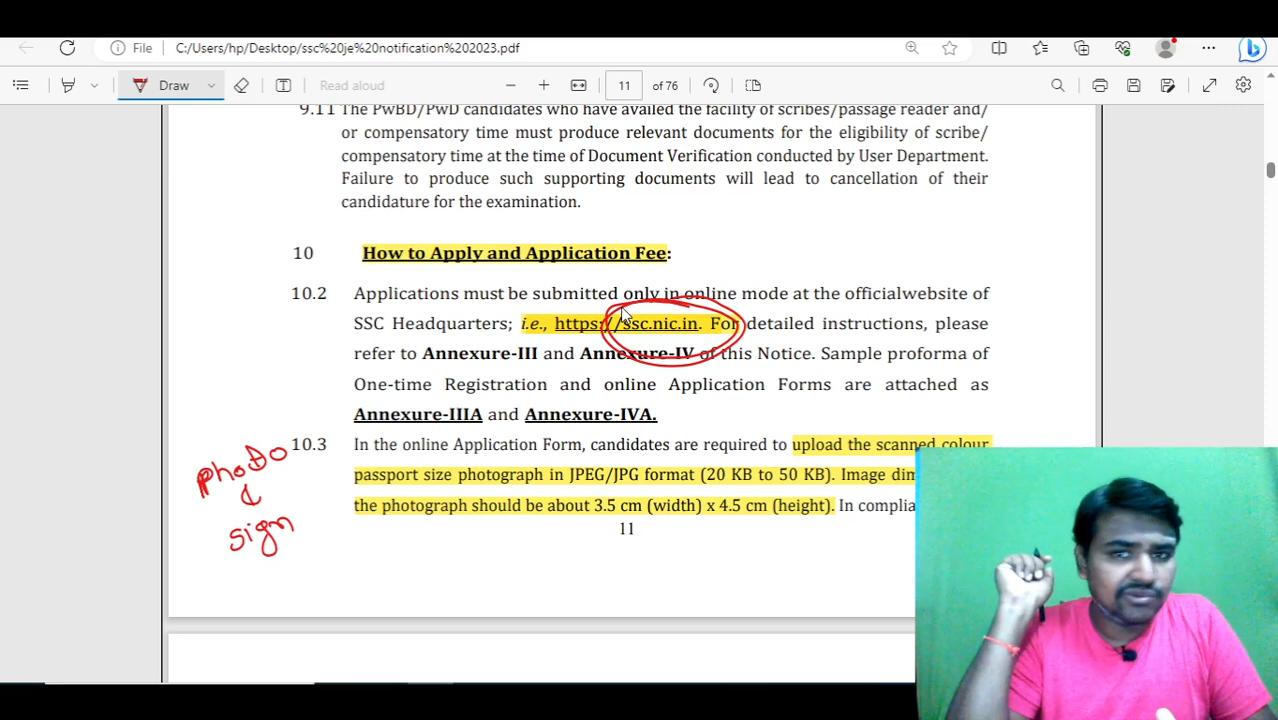 File
C:/Users/hp/Desktop/ssc%20je%20notification%202023.pdf
Draw
Read aloud
11 of 76
9.11 The PwBD/PwD candidates who have availed the facility of scribes/passage reader and/
or compensatory time must produce relevant documents for the eligibility of scribe/
compensatory time at the time of Document Verification conducted by User Department.
Failure to produce such supporting documents will lead to cancellation of their
candidature for the examination.
10 How to Apply and Application Fee:
10.2 Applications must be submitted only in online mode at the officialwebsite of
SSC Headquarters; i.e., https://ssc.nic.in. For detailed instructions, please
refer to Annexure-III and Annexure-IV of this Notice. Sample proforma of
One-time Registration and online Application Forms are attached as
Annexure-IIIA and Annexure-IVA.
10.3 In the online Application Form, candidates are required to upload the scanned colour
passport size photograph in JPEG/JPG format (20 KB to 50 KB). Image
the photograph should be about 3.5 cm (width) x 4.5 cm (height). In
11
photo
sign